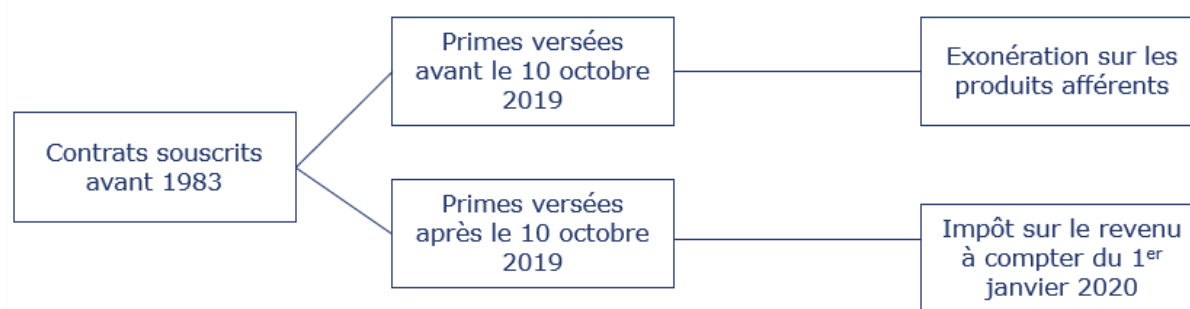 Contrats souscrits
avant 1983
Primes versées
avant le 10 octobre
2019
Exonération sur les
produits afférents
Primes versées
après le 10 octobre
2019
Impôt sur le revenu
à compter du 1er
janvier 2020